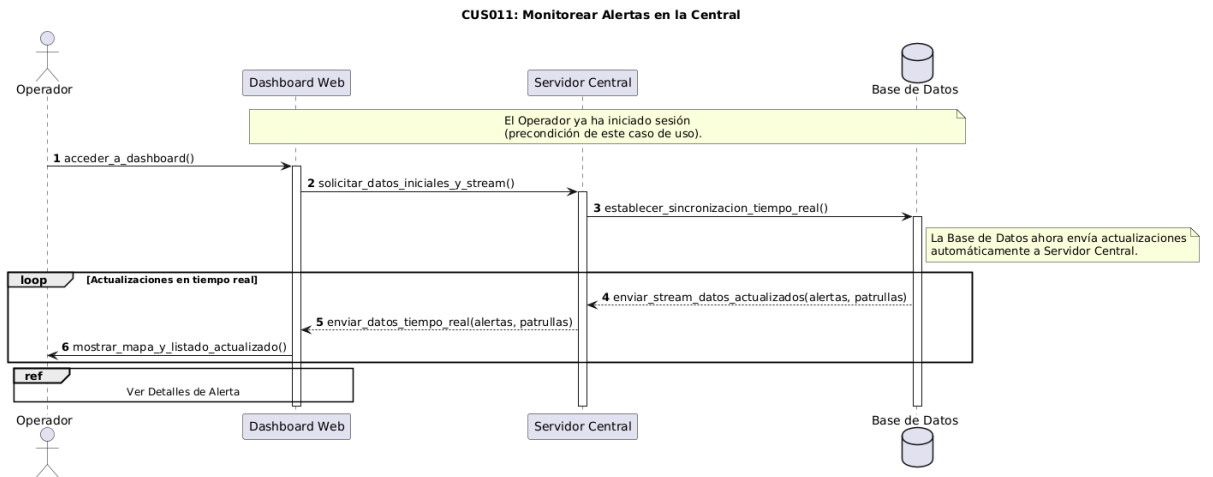 CUS011: Monitorear Alertas en la Central
Operador
Dashboard Web
Servidor Central
Base de Datos
El Operador ya ha iniciado sesión
(precondición de este caso de uso).
1 acceder_a_dashboard()
2 solicitar_datos_iniciales_y_stream()
3 establecer_sincronizacion_tiempo_real()
La Base de Datos ahora envía actualizaciones
automáticamente a Servidor Central.
loop [Actualizaciones en tiempo real]
4 enviar_stream_datos_actualizados(alertas, patrullas)
5 enviar_datos_tiempo_real(alertas, patrullas)
6 mostrar_mapa_y_listado_actualizado()
ref
Ver Detalles de Alerta
Operador
Dashboard Web
Servidor Central
Base de Datos